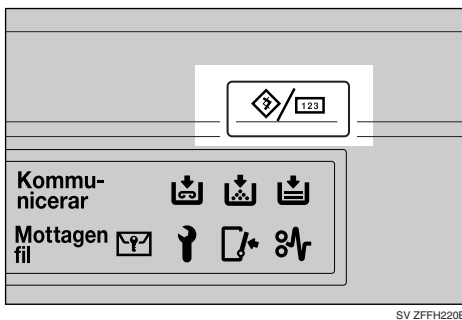 123
Kommu-
nicerar
Mottagen
fil
SV ZFFH220E